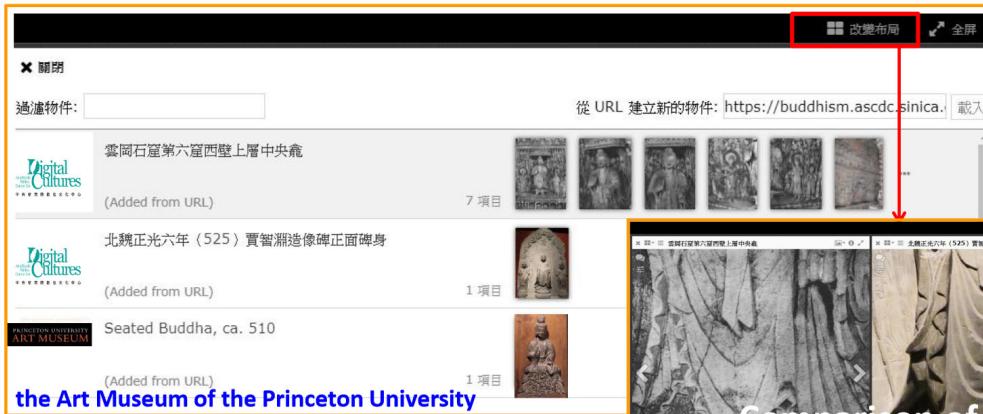 改變布局 全屏
✖ 關閉
過濾物件: 從 URL 建立新的物件: https://buddhism.ascdc.sinica. 載入
Digital Cultures
雲岡石窟第六窟西壁上層中央龕
(Added from URL) 7 項目 ...
Digital Cultures
北魏正光六年（525）賈智淵造像碑正面碑身
(Added from URL) 1 項目
PRINCETON UNIVERSITY
ART MUSEUM
Seated Buddha, ca. 510
(Added from URL) 1 項目
the Art Museum of the Princeton University
雲岡石窟第六窟西壁上層中央龕
北魏正光六年（525）賈智